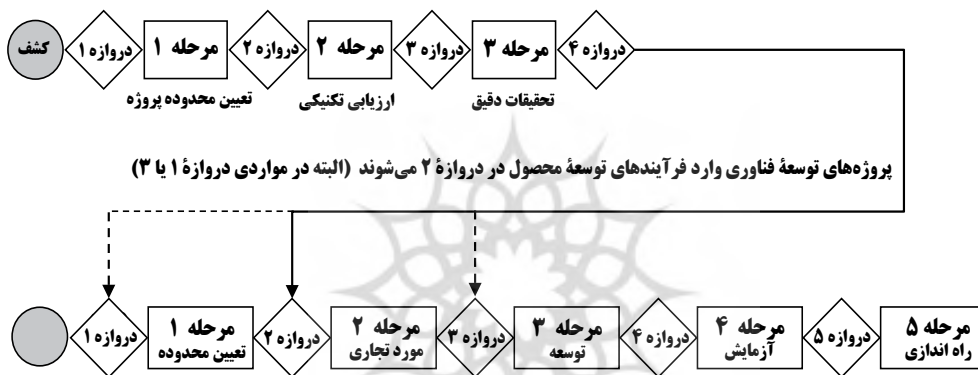 کشف
دروازه ۱
مرحله ۱
دروازه ۲
مرحله ۲
دروازه ۳
مرحله ۳
دروازه ۴
تعیین محدوده پروژه
ارزیابی تکنیکی
تحقیقات دقیق
پروژه‌های توسعهٔ فناوری وارد فرآیندهای توسعهٔ محصول در دروازهٔ ۲ می‌شوند (البته در مواردی دروازهٔ ۱ یا ۳)
دروازه ۱
مرحله ۱
تعیین محدوده
دروازه ۲
مرحله ۲
مورد تجاری
دروازه ۳
مرحله ۳
توسعه
دروازه ۴
مرحله ۴
آزمایش
دروازه ۵
مرحله ۵
راه اندازی